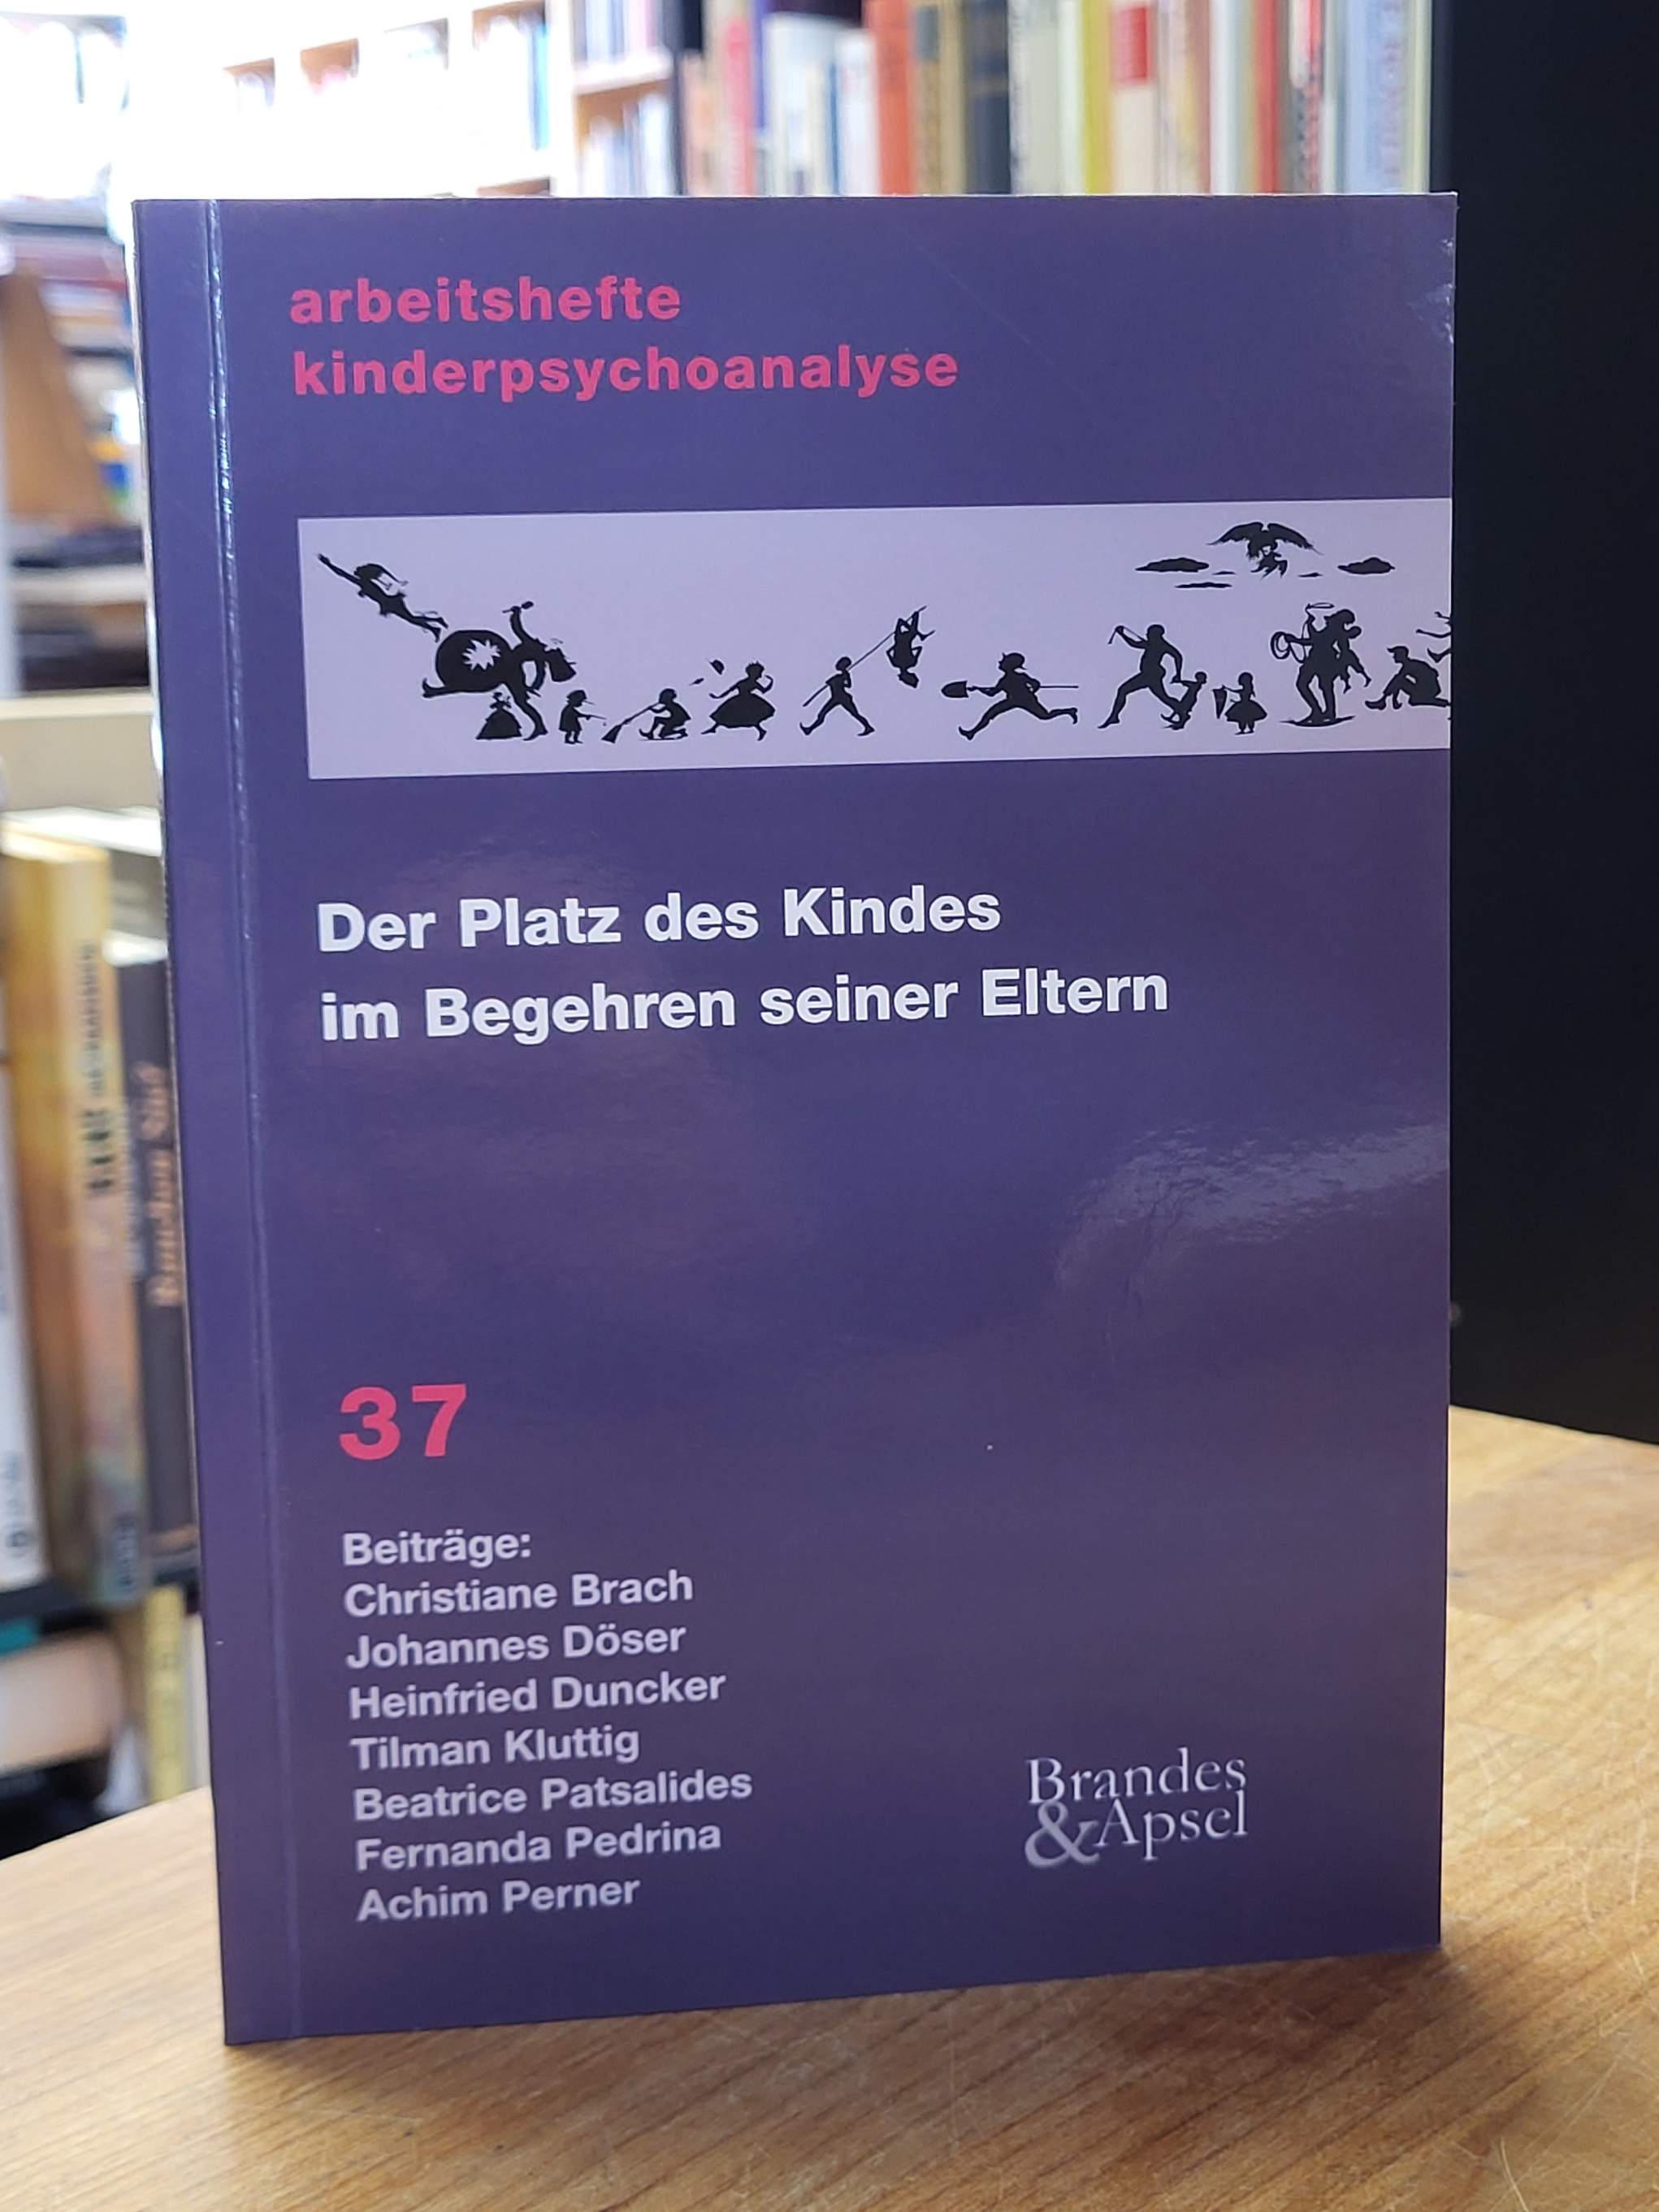 arbeitshefte
kinderpsychoanalyse
Der Platz des Kindes
im Begehren seiner Eltern
37
Beiträge:
Christiane Brach
Johannes Döser
Heinfried Duncker
Tilman Kluttig
Beatrice Patsalides
Fernanda Pedrina
Achim Perner
Brandes
&Apsel